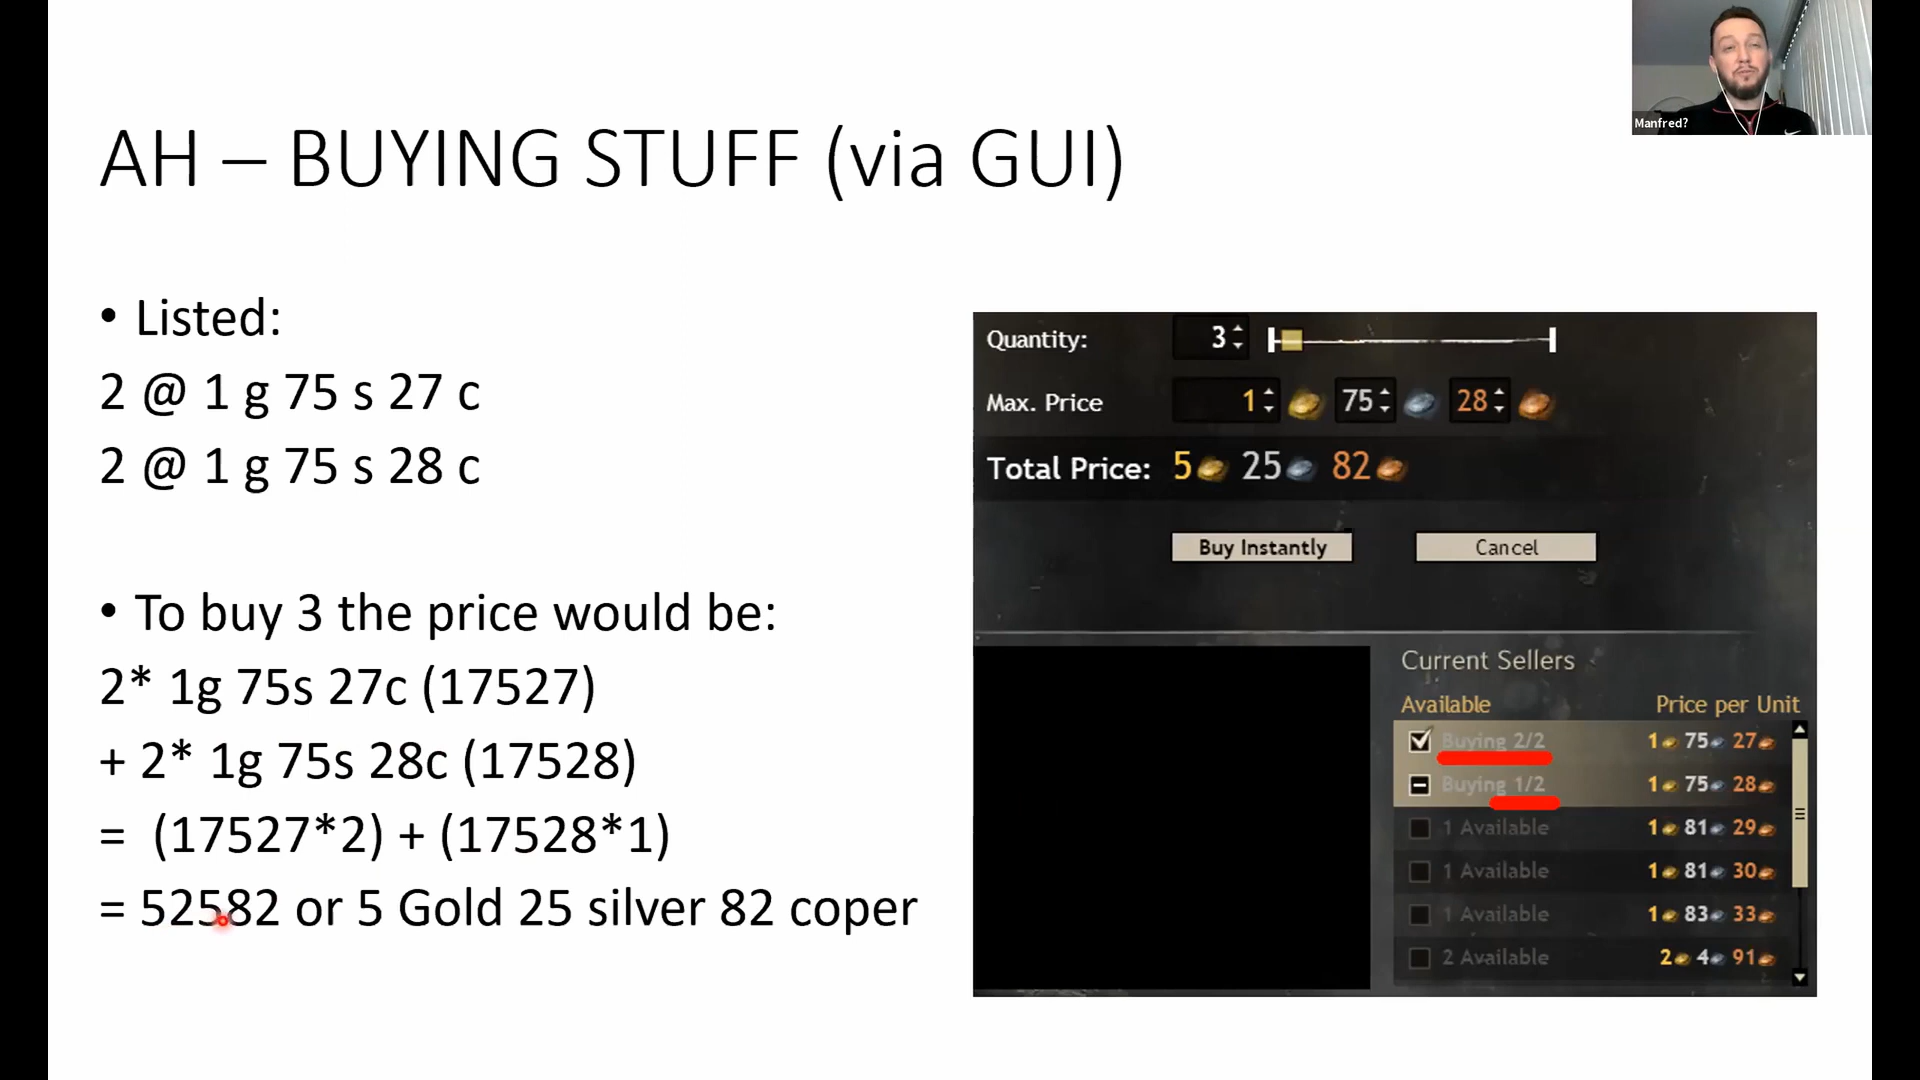 Manfred?
AH – BUYING STUFF (via GUI)
• Listed:
2 @ 1 g 75 s 27 c
2 @ 1 g 75 s 28 c
• To buy 3 the price would be:
2* 1g 75s 27c (17527)
+ 2* 1g 75s 28c (17528)
= (17527*2) + (17528*1)
= 52582 or 5 Gold 25 silver 82 coper
Quantity: 3
Max. Price 1 75 28
Total Price: 5 25 82
Buy Instantly Cancel
Current Sellers
Available Price per Unit
Buying 2/2 1 75 27
Buying 1/2 1 75 28
1 Available 1 81 29
1 Available 1 81 30
1 Available 1 83 33
2 Available 2 4 91